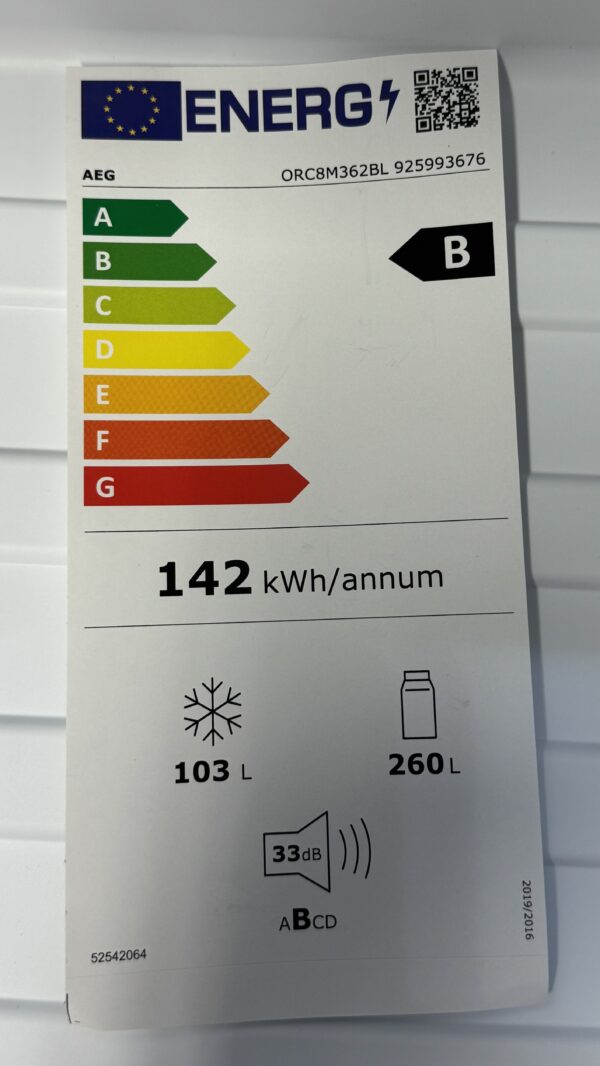 ENERG
AEG ORC8M362BL 925993676
A
B
B
C
D
E
F
G
142 kWh/annum
103 L
260 L
33dB
ABCD
2019/2016
52542064